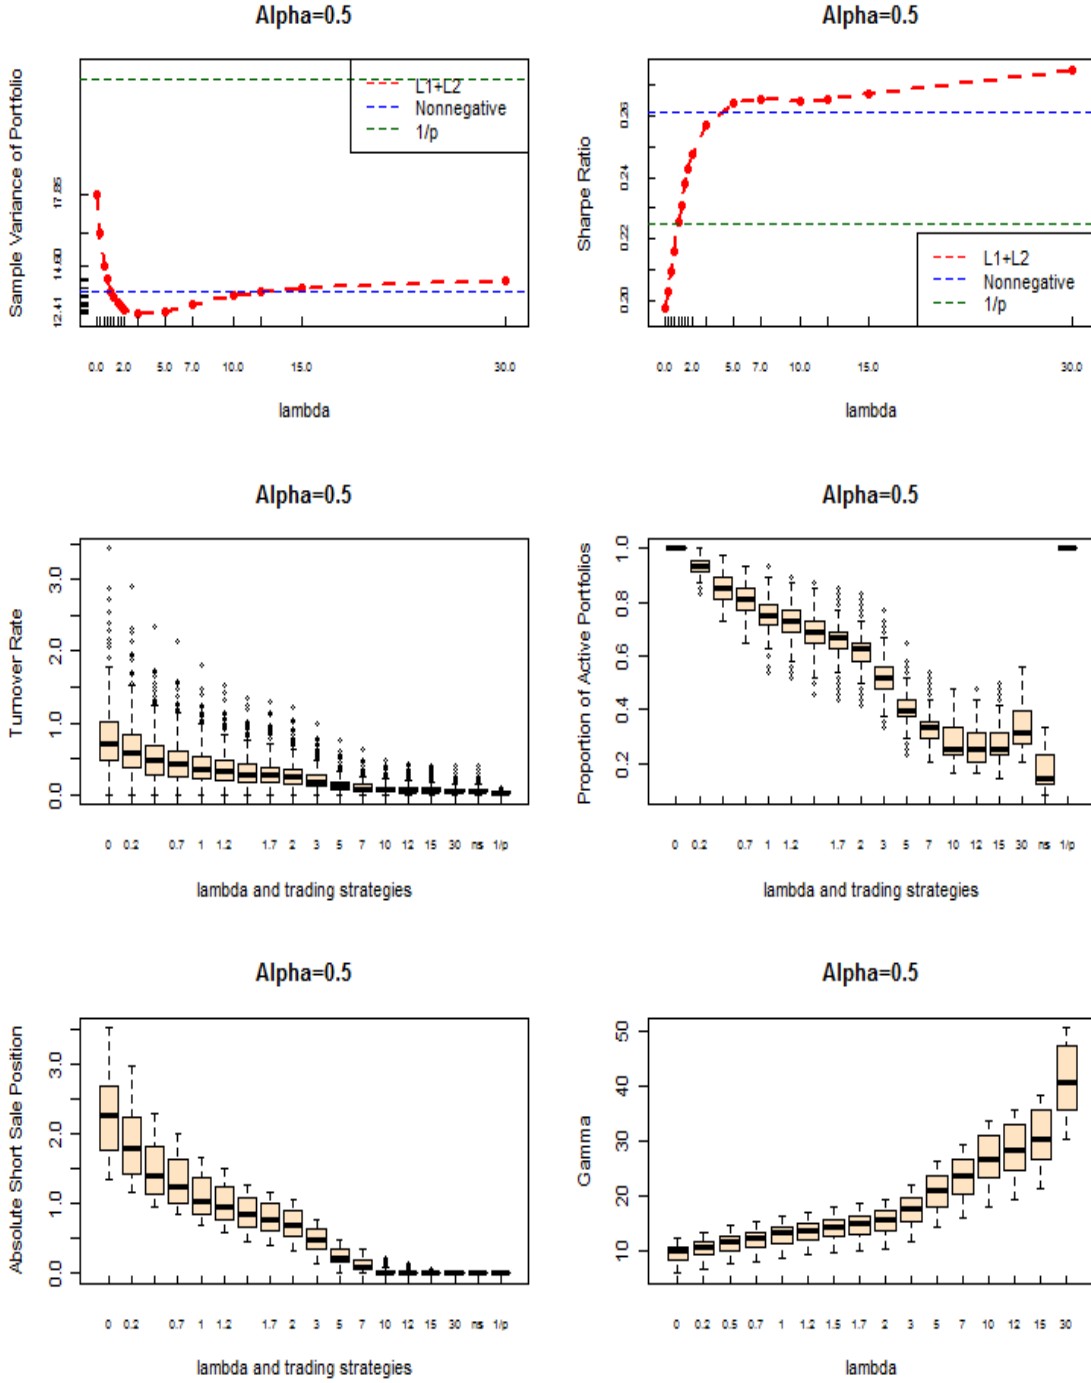 Alpha=0.5
Sample Variance of Portfolio
17.85
14.60
12.41
L1+L2
Nonnegative
1/p
0.0 2.0 5.0 7.0 10.0 15.0 30.0
lambda
Alpha=0.5
Sharpe Ratio
0.26
0.24
0.22
0.20
L1+L2
Nonnegative
1/p
0.0 2.0 5.0 7.0 10.0 15.0 30.0
lambda
Alpha=0.5
Turnover Rate
3.0
2.0
1.0
0.0
0 0.2 0.7 1 1.2 1.7 2 3 5 7 10 12 15 30 ns 1/p
lambda and trading strategies
Alpha=0.5
Proportion of Active Portfolios
1.0
0.8
0.6
0.4
0.2
0 0.2 0.7 1 1.2 1.7 2 3 5 7 10 12 15 30 ns 1/p
lambda and trading strategies
Alpha=0.5
Absolute Short Sale Position
3.0
2.0
1.0
0.0
0 0.2 0.7 1 1.2 1.7 2 3 5 7 10 12 15 30 ns 1/p
lambda and trading strategies
Alpha=0.5
Gamma
50
40
30
20
10
0 0.2 0.5 0.7 1 1.2 1.5 1.7 2 3 5 7 10 12 15 30
lambda